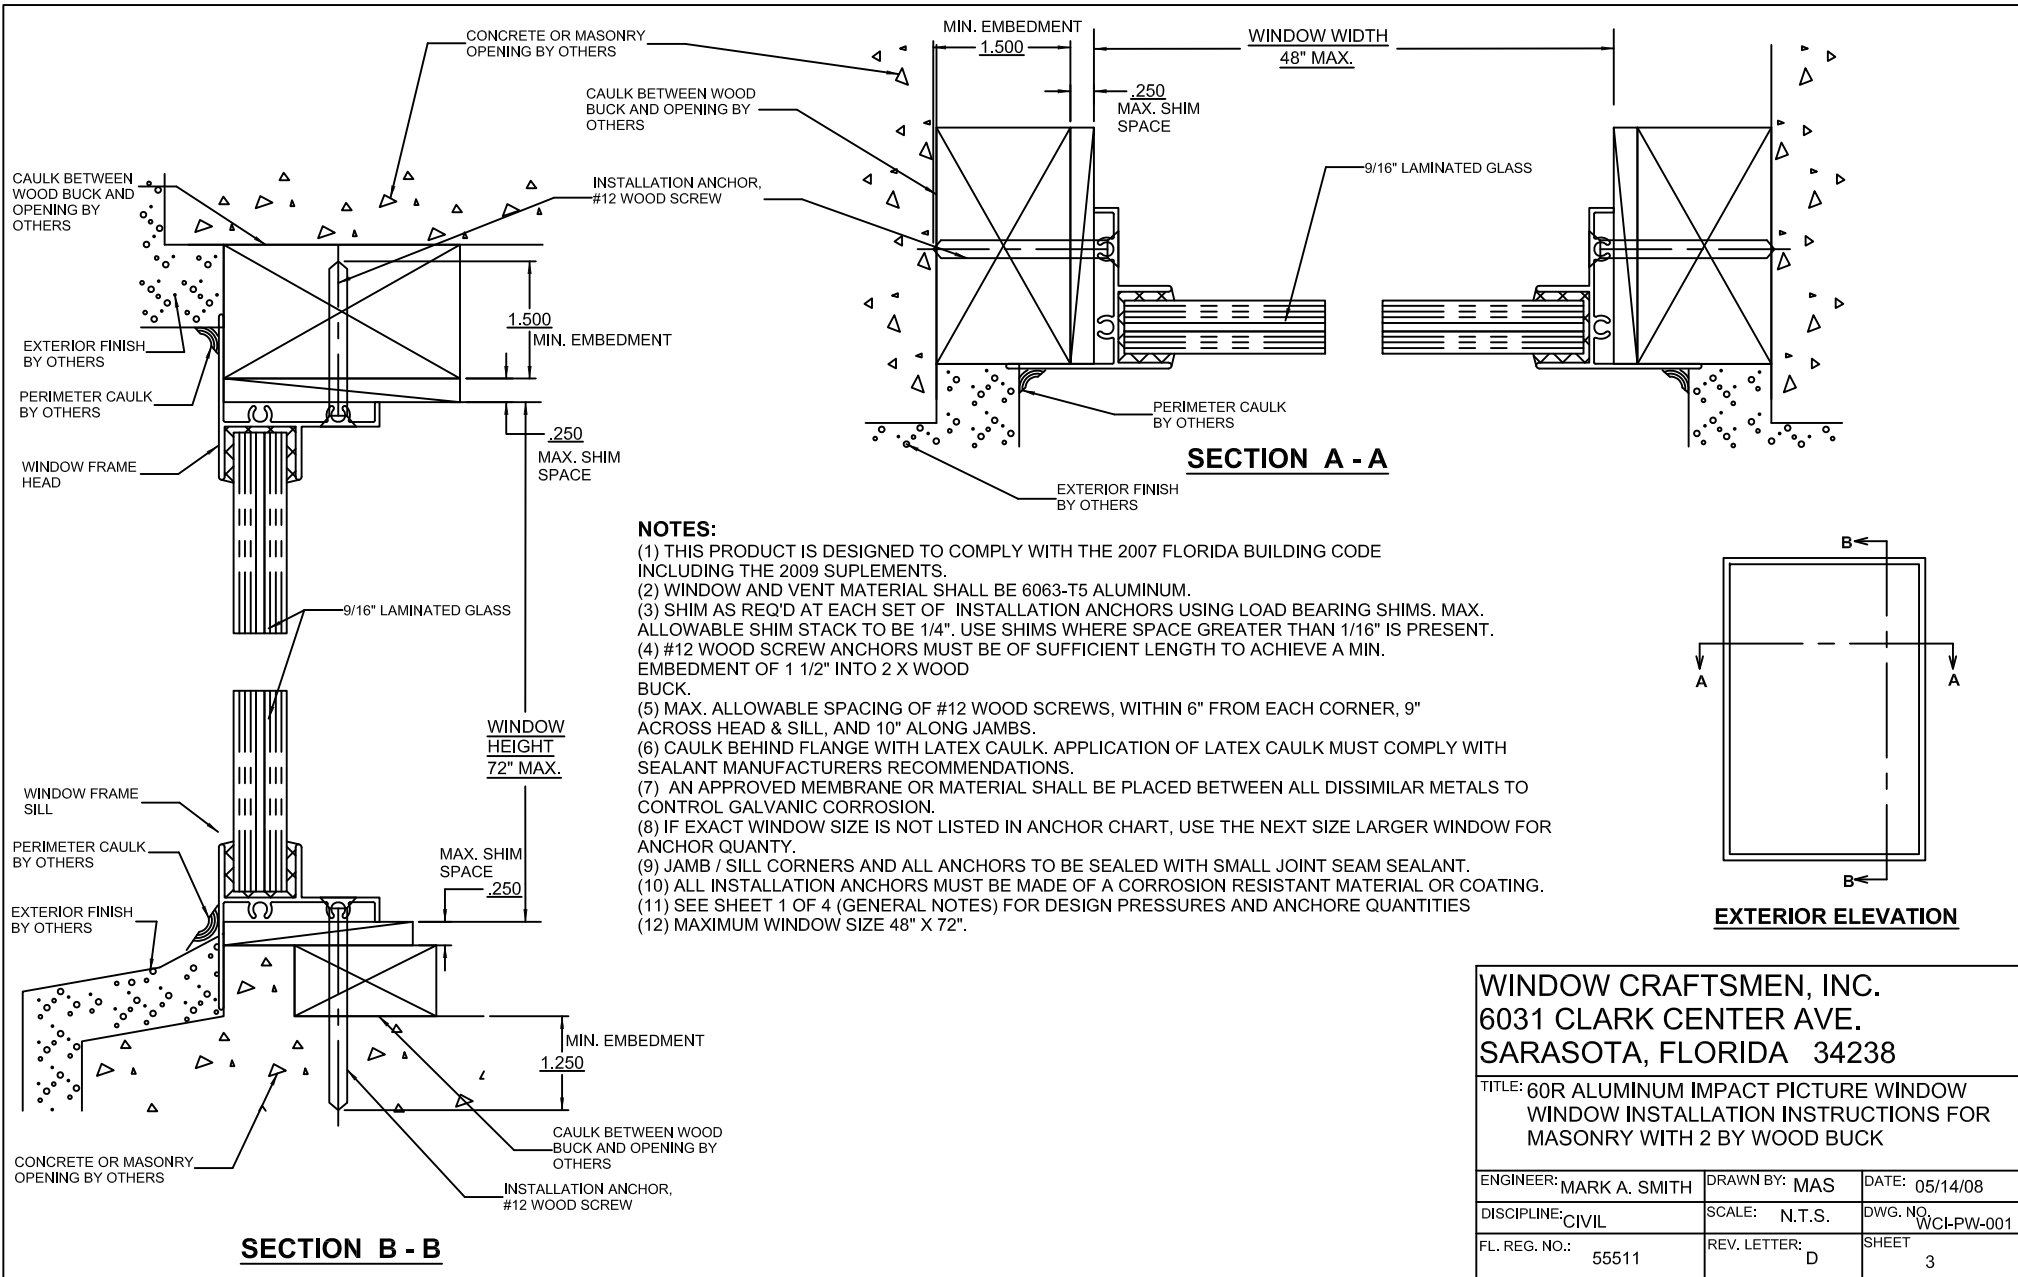 CONCRETE OR MASONRY
OPENING BY OTHERS
MIN. EMBEDMENT
1.500
WINDOW WIDTH
48" MAX.
CAULK BETWEEN WOOD
BUCK AND OPENING BY
OTHERS
.250
MAX. SHIM
SPACE
CAULK BETWEEN
WOOD BUCK AND
OPENING BY
OTHERS
INSTALLATION ANCHOR,
#12 WOOD SCREW
9/16" LAMINATED GLASS
1.500
MIN. EMBEDMENT
EXTERIOR FINISH
BY OTHERS
PERIMETER CAULK
BY OTHERS
.250
MAX. SHIM
SPACE
WINDOW FRAME
HEAD
PERIMETER CAULK
BY OTHERS
SECTION A - A
EXTERIOR FINISH
BY OTHERS
NOTES:
(1) THIS PRODUCT IS DESIGNED TO COMPLY WITH THE 2007 FLORIDA BUILDING CODE
INCLUDING THE 2009 SUPLEMENTS.
(2) WINDOW AND VENT MATERIAL SHALL BE 6063-T5 ALUMINUM.
(3) SHIM AS REQ'D AT EACH SET OF INSTALLATION ANCHORS USING LOAD BEARING SHIMS. MAX.
ALLOWABLE SHIM STACK TO BE 1/4". USE SHIMS WHERE SPACE GREATER THAN 1/16" IS PRESENT.
(4) #12 WOOD SCREW ANCHORS MUST BE OF SUFFICIENT LENGTH TO ACHIEVE A MIN.
EMBEDMENT OF 1 1/2" INTO 2 X WOOD
BUCK.
(5) MAX. ALLOWABLE SPACING OF #12 WOOD SCREWS, WITHIN 6" FROM EACH CORNER, 9"
ACROSS HEAD & SILL, AND 10" ALONG JAMBS.
(6) CAULK BEHIND FLANGE WITH LATEX CAULK. APPLICATION OF LATEX CAULK MUST COMPLY WITH
SEALANT MANUFACTURERS RECOMMENDATIONS.
(7) AN APPROVED MEMBRANE OR MATERIAL SHALL BE PLACED BETWEEN ALL DISSIMILAR METALS TO
CONTROL GALVANIC CORROSION.
(8) IF EXACT WINDOW SIZE IS NOT LISTED IN ANCHOR CHART, USE THE NEXT SIZE LARGER WINDOW FOR
ANCHOR QUANTY.
(9) JAMB / SILL CORNERS AND ALL ANCHORS TO BE SEALED WITH SMALL JOINT SEAM SEALANT.
(10) ALL INSTALLATION ANCHORS MUST BE MADE OF A CORROSION RESISTANT MATERIAL OR COATING.
(11) SEE SHEET 1 OF 4 (GENERAL NOTES) FOR DESIGN PRESSURES AND ANCHORE QUANTITIES
(12) MAXIMUM WINDOW SIZE 48" X 72".
9/16" LAMINATED GLASS
WINDOW
HEIGHT
72" MAX.
WINDOW FRAME
SILL
PERIMETER CAULK
BY OTHERS
EXTERIOR FINISH
BY OTHERS
MAX. SHIM
SPACE
.250
MIN. EMBEDMENT
1.250
CAULK BETWEEN WOOD
BUCK AND OPENING BY
OTHERS
CONCRETE OR MASONRY
OPENING BY OTHERS
INSTALLATION ANCHOR,
#12 WOOD SCREW
SECTION B - B
B
A
A
B
EXTERIOR ELEVATION
WINDOW CRAFTSMEN, INC.
6031 CLARK CENTER AVE.
SARASOTA, FLORIDA 34238
TITLE: 60R ALUMINUM IMPACT PICTURE WINDOW
WINDOW INSTALLATION INSTRUCTIONS FOR
MASONRY WITH 2 BY WOOD BUCK
ENGINEER: MARK A. SMITH
DRAWN BY: MAS
DATE: 05/14/08
DISCIPLINE: CIVIL
SCALE: N.T.S.
DWG. NO. WCI-PW-001
FL. REG. NO.: 55511
REV. LETTER: D
SHEET 3